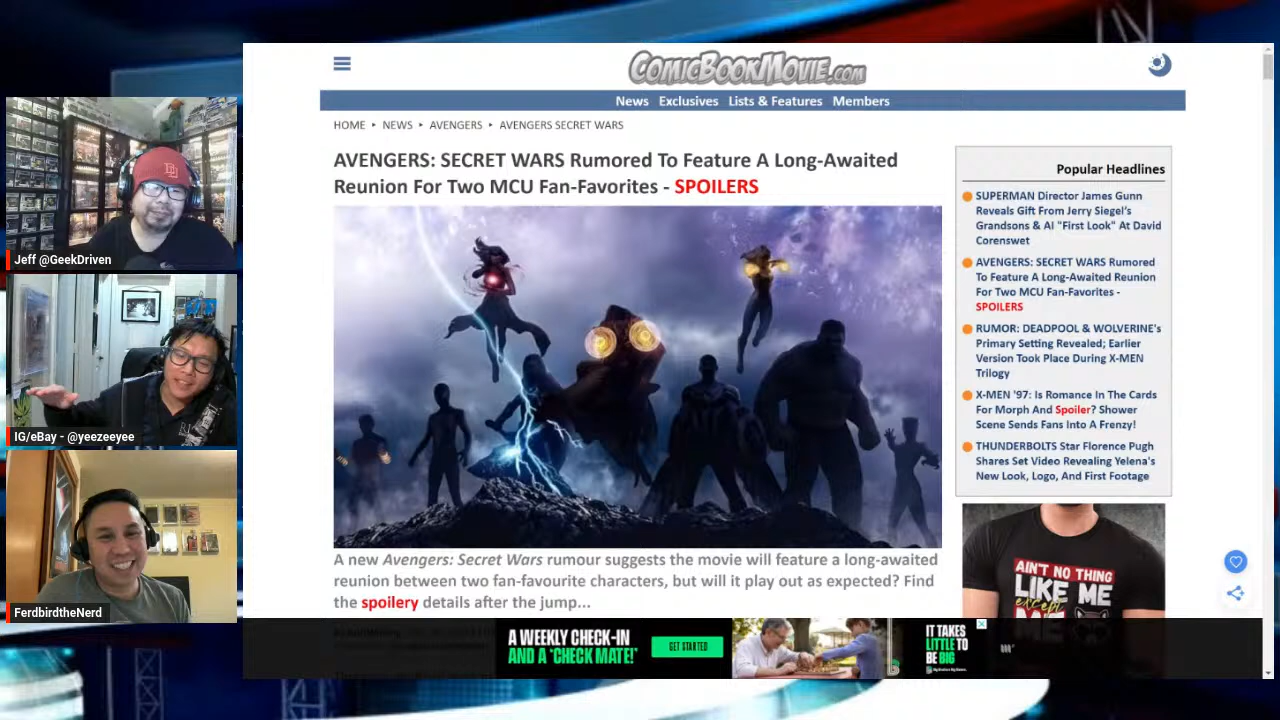 COMICBOOKMOVIE.COM
News Exclusives Lists & Features Members
HOME ▸ NEWS ▸ AVENGERS ▸ AVENGERS SECRET WARS
AVENGERS: SECRET WARS Rumored To Feature A Long-Awaited
Reunion For Two MCU Fan-Favorites - SPOILERS
A new Avengers: Secret Wars rumour suggests the movie will feature a long-awaited
reunion between two fan-favourite characters, but will it play out as expected? Find
the spoilery details after the jump...
Popular Headlines
SUPERMAN Director James Gunn
Reveals Gift From Jerry Siegel's
Grandsons & AI "First Look" At David
Corenswet
AVENGERS: SECRET WARS Rumored
To Feature A Long-Awaited Reunion
For Two MCU Fan-Favorites -
SPOILERS
RUMOR: DEADPOOL & WOLVERINE's
Primary Setting Revealed; Earlier
Version Took Place During X-MEN
Trilogy
X-MEN '97: Is Romance In The Cards
For Morph And Spoiler? Shower
Scene Sends Fans Into A Frenzy!
THUNDERBOLTS Star Florence Pugh
Shares Set Video Revealing Yelena's
New Look, Logo, And First Footage
AIN'T NO THING
LIKE ME
except
ME
Jeff @GeekDriven
IG/eBay - @yeezeeyee
FerdbirdtheNerd
A WEEKLY CHECK-IN
AND A 'CHECK MATE!'
GET STARTED
IT TAKES
LITTLE TO
BE BIG